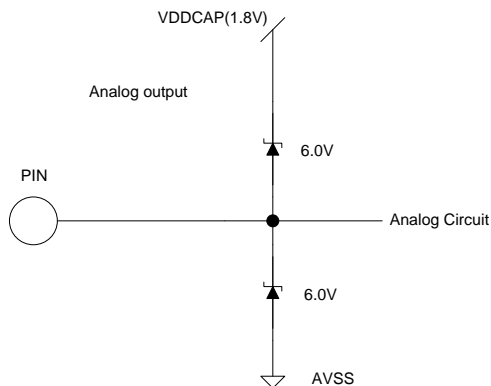 VDDCAP(1.8V)
Analog output
6.0V
PIN
Analog Circuit
6.0V
AVSS